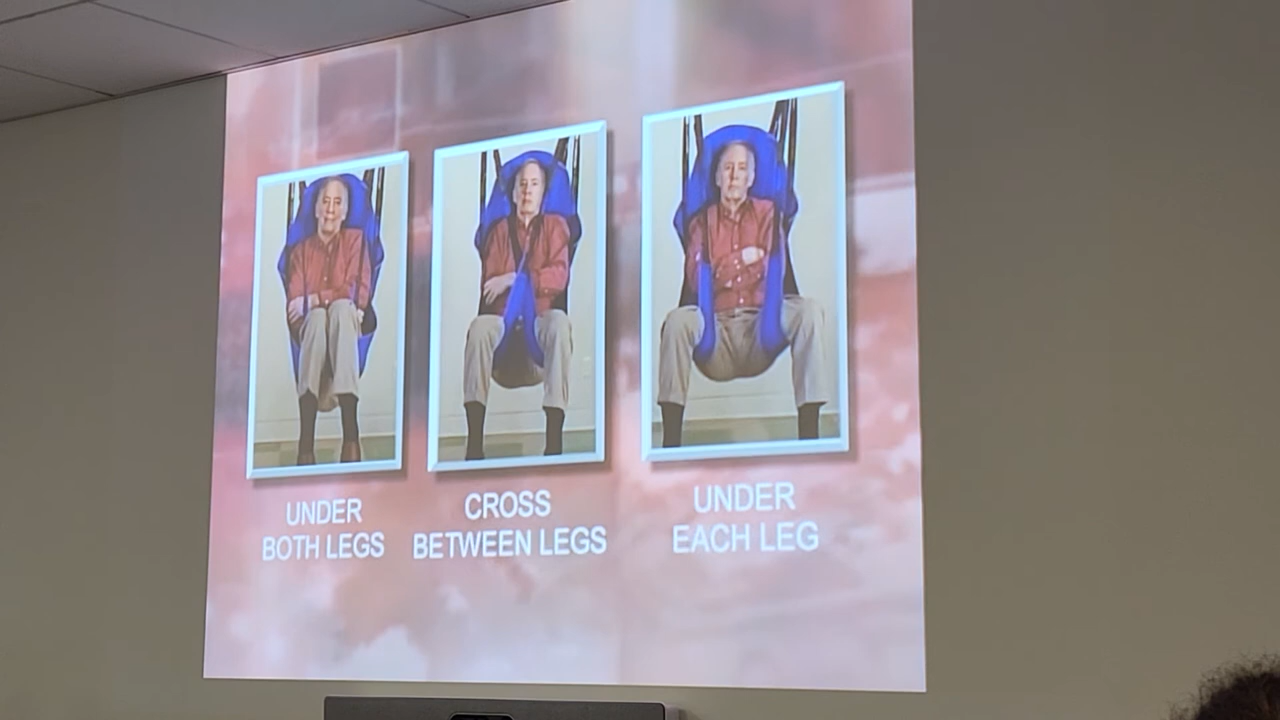 UNDER
BOTH LEGS
CROSS
BETWEEN LEGS
UNDER
EACH LEG